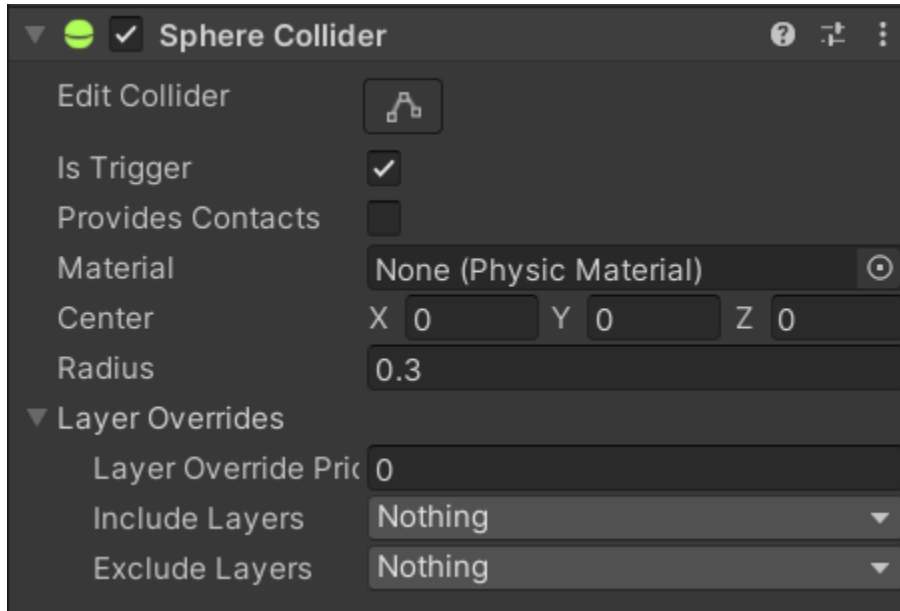 Sphere Collider
Edit Collider
Is Trigger
Provides Contacts
Material None (Physic Material)
Center X 0 Y 0 Z 0
Radius 0.3
Layer Overrides
Layer Override Pric 0
Include Layers Nothing
Exclude Layers Nothing